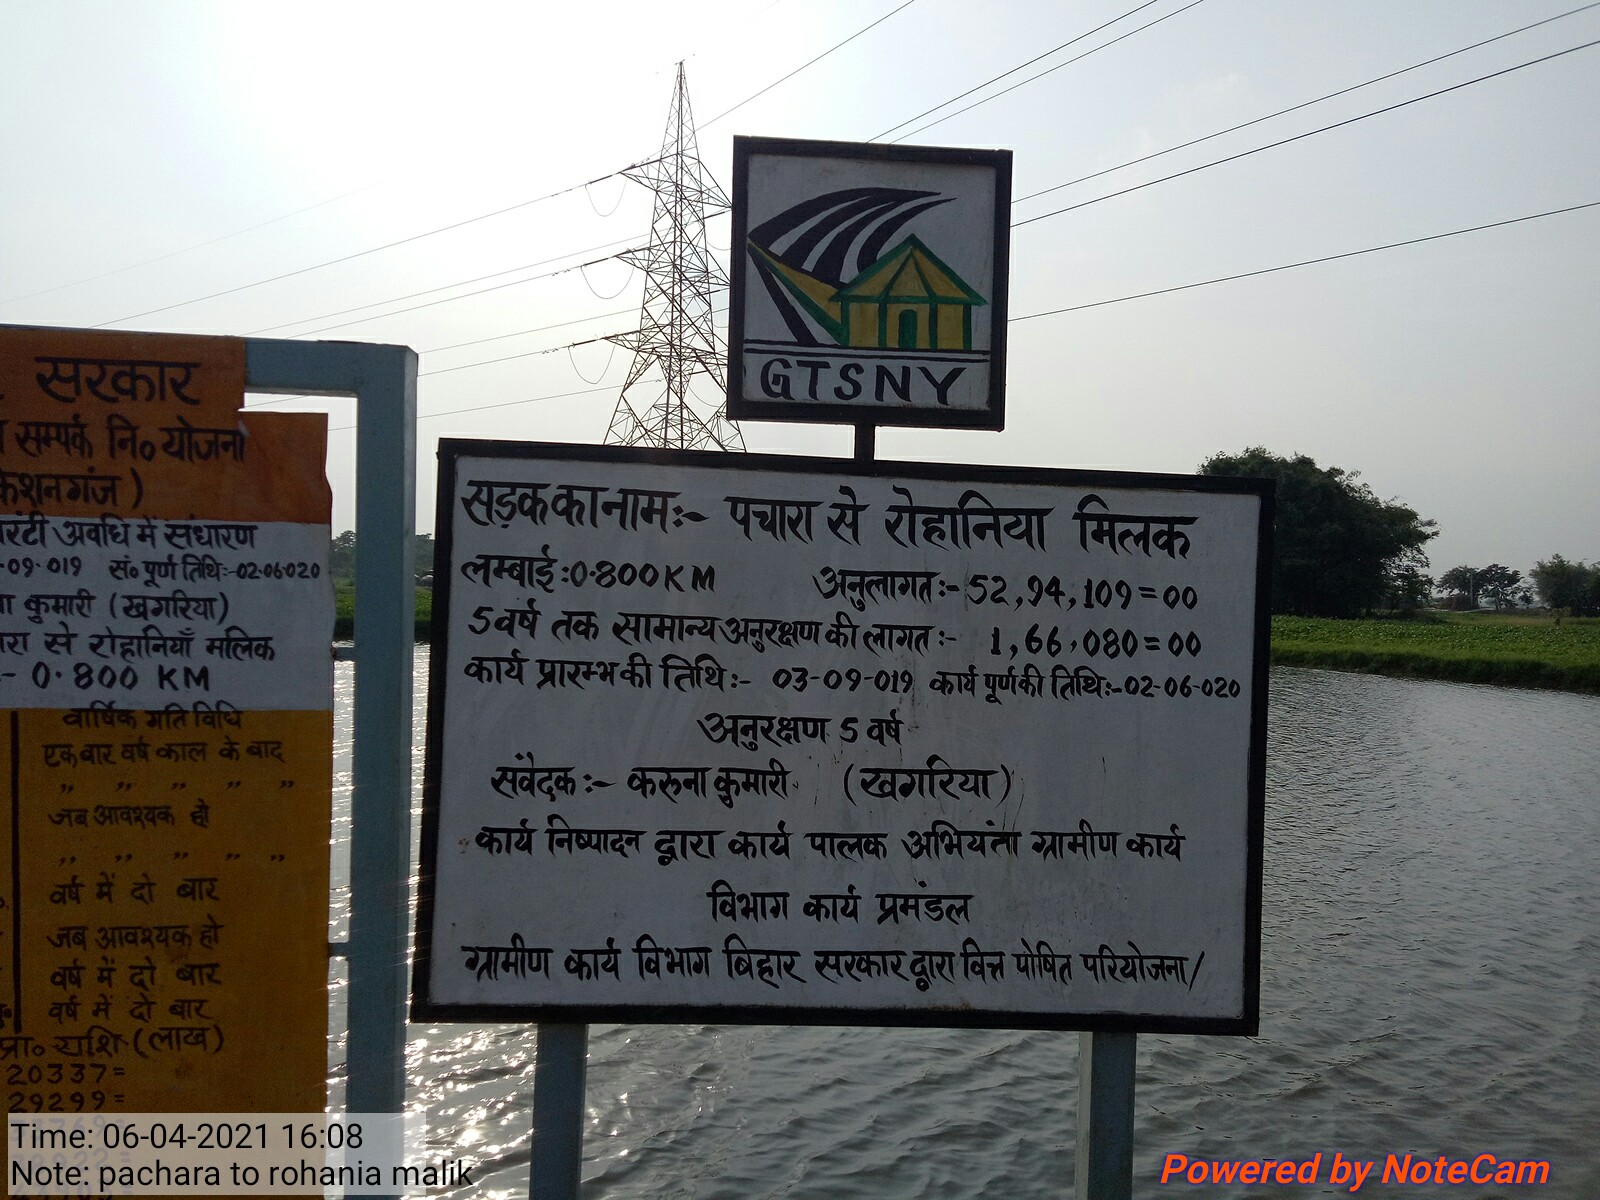 सरकार
सम्पर्क नि० योजना
केशनगंज )
रंटी अवधि में संधारण
-09-019 सं० पूर्ण तिथि:-02-06-020
कुमारी (खगरिया)
रा से रोहानियाँ मलिक
:- 0.800 KM
वार्षिक गति विधि
एकबार वर्ष काल के बाद
,, ,, ,, ,, ,,
जब आवश्यक हो
,, ,, ,, ,, ,,
वर्ष में दो बार
जब आवश्यक हो
वर्ष में दो बार
वर्ष में दो बार
प्रा० राशि (लाख)
20337=
29299=
GTSNY
सड़क का नाम:- पचारा से रोहानिया मिलक
लम्बाई:0.800KM अनुलागत:- 52,94,109=00
5 वर्ष तक सामान्य अनुरक्षण की लागत:- 1,66,080=00
कार्य प्रारम्भ की तिथि:- 03-09-019 कार्य पूर्ण की तिथि:-02-06-020
अनुरक्षण 5 वर्ष
संवेदक:- करुना कुमारी (खगरिया)
कार्य निष्पादन द्वारा कार्य पालक अभियंता ग्रामीण कार्य
विभाग कार्य प्रमंडल
ग्रामीण कार्य विभाग बिहार सरकार द्वारा वित्त पोषित परियोजना/
Time: 06-04-2021 16:08
Note: pachara to rohania malik
Powered by NoteCam